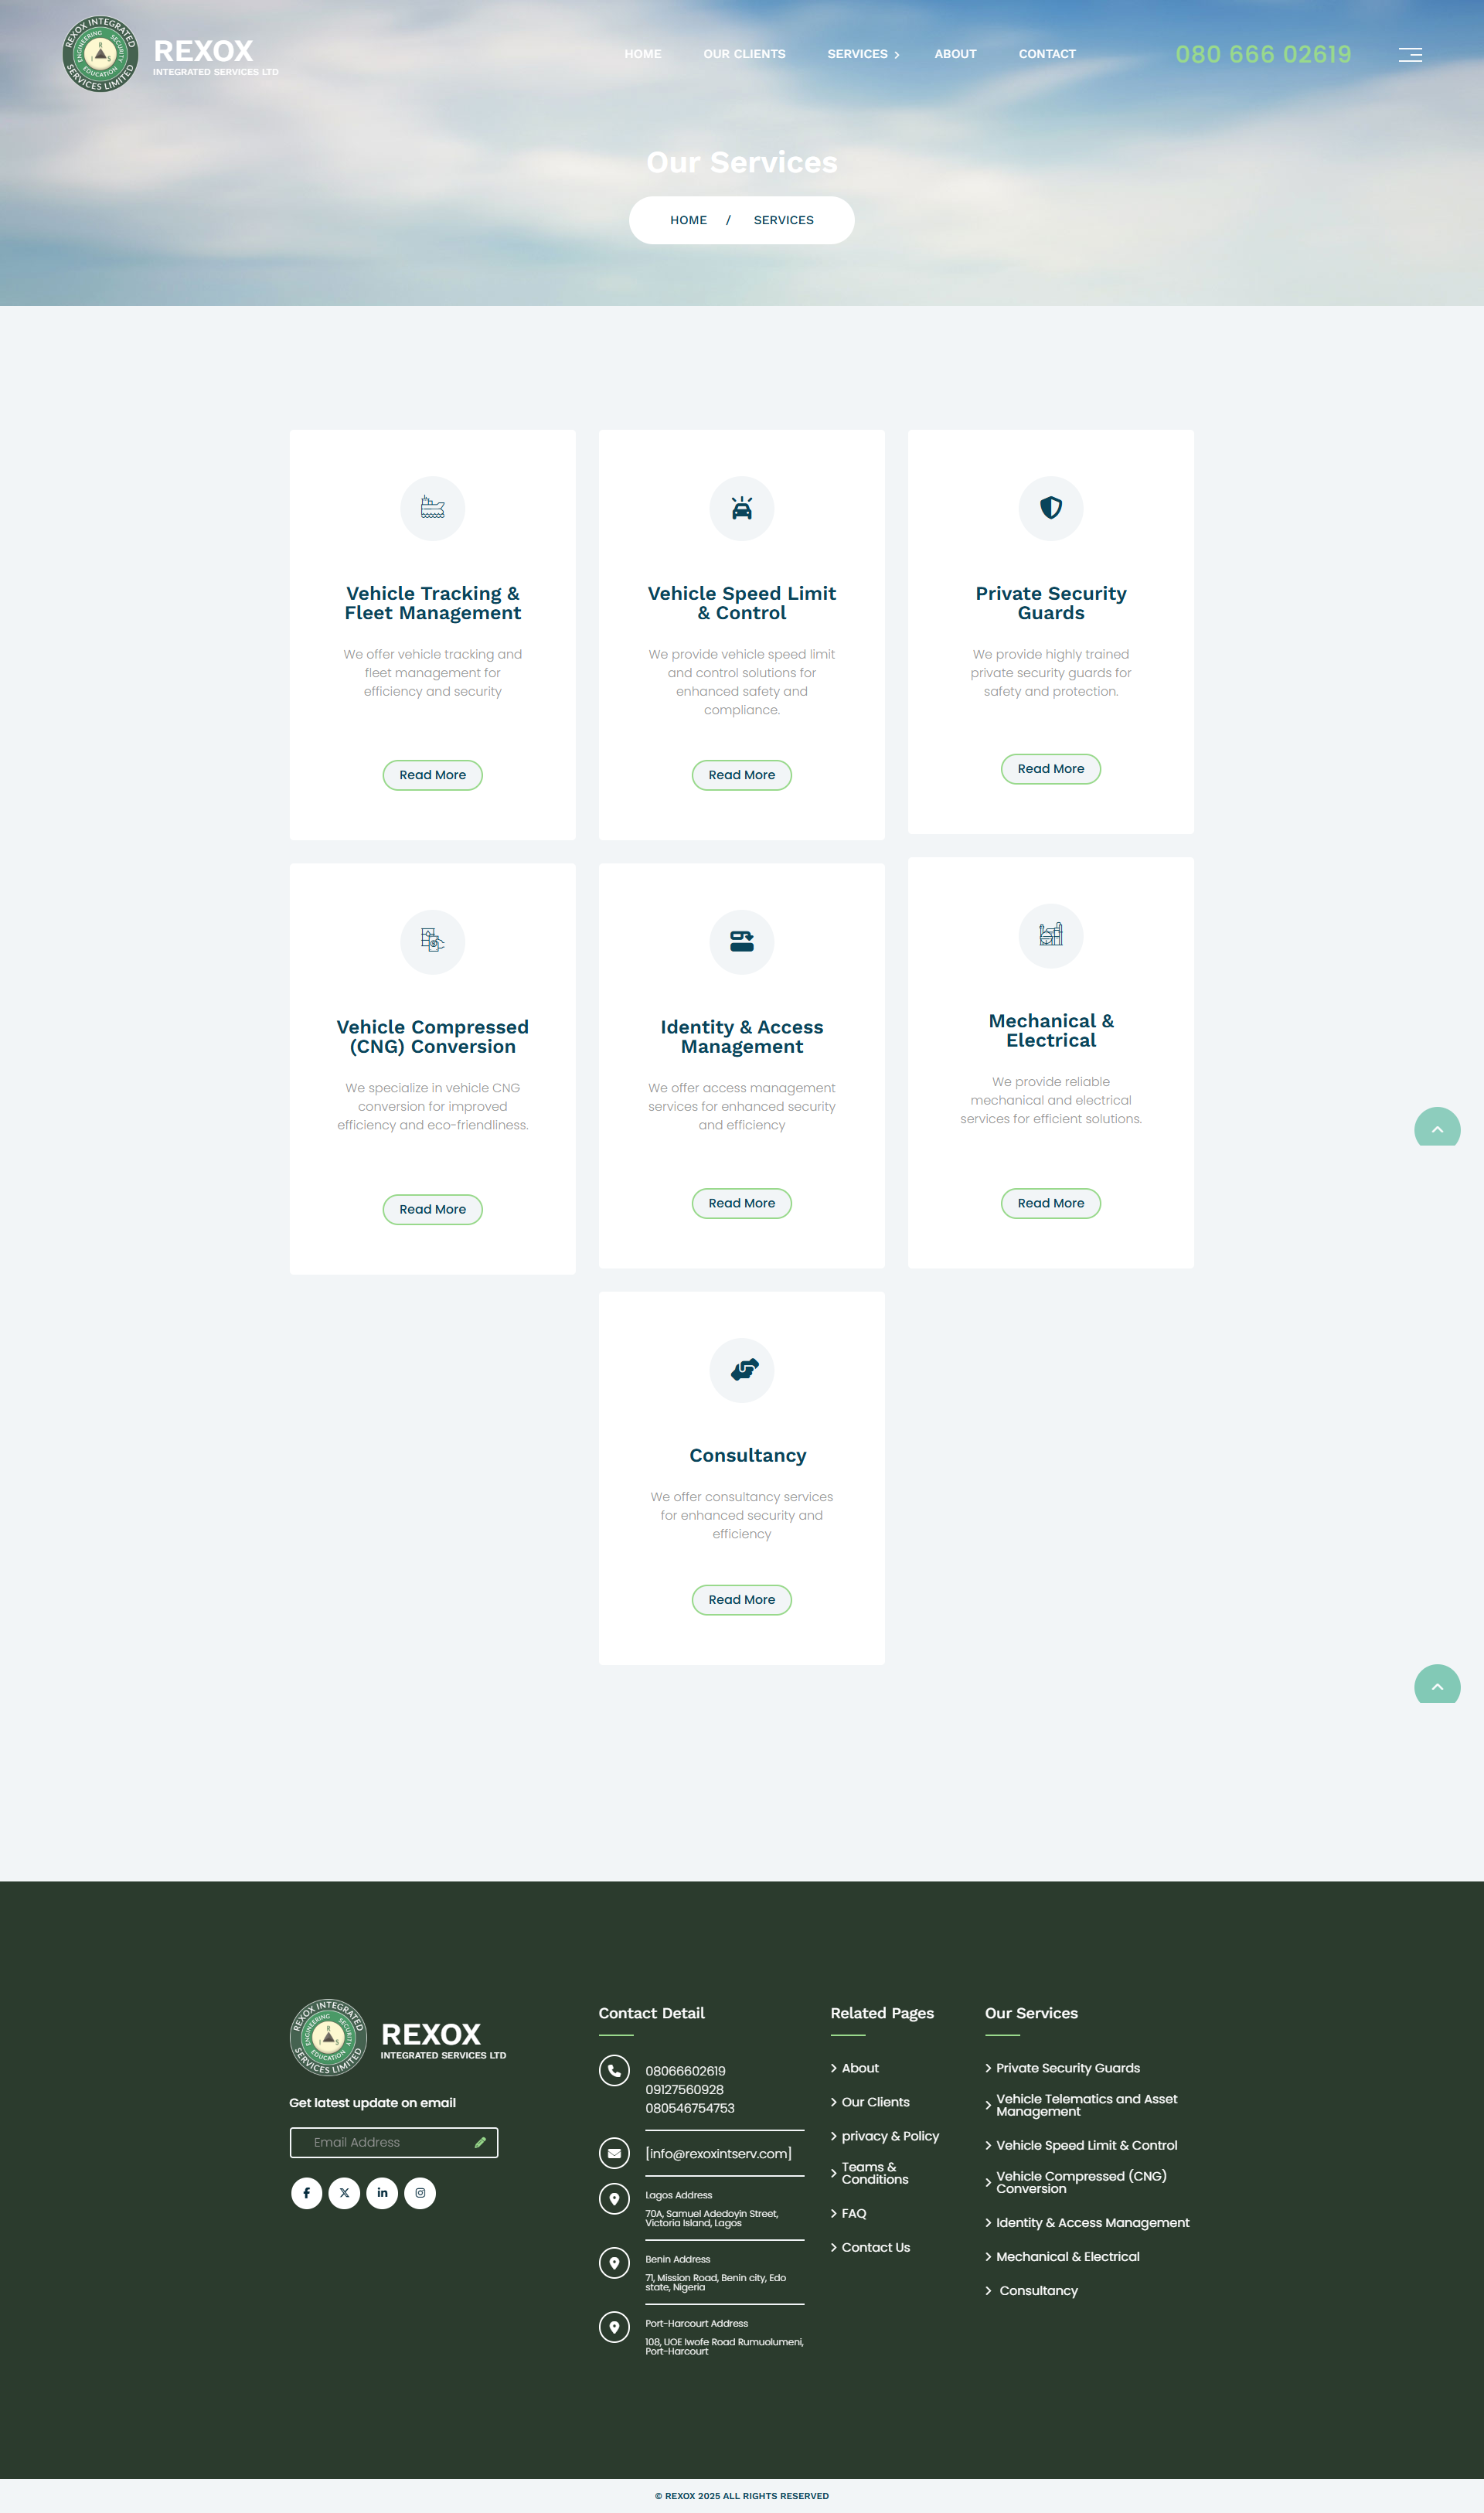 REXOX INTEGRATED
SERVICES LIMITED
ENGINEERING
SECURITY
EDUCATION
R
I S
REXOX
INTEGRATED SERVICES LTD
HOME
OUR CLIENTS
SERVICES
ABOUT
CONTACT
080 666 02619
Our Services
HOME / SERVICES
Vehicle Tracking &
Fleet Management
We offer vehicle tracking and
fleet management for
efficiency and security
Read More
Vehicle Speed Limit
& Control
We provide vehicle speed limit
and control solutions for
enhanced safety and
compliance.
Read More
Private Security
Guards
We provide highly trained
private security guards for
safety and protection.
Read More
Vehicle Compressed
(CNG) Conversion
We specialize in vehicle CNG
conversion for improved
efficiency and eco-friendliness.
Read More
Identity & Access
Management
We offer access management
services for enhanced security
and efficiency
Read More
Mechanical &
Electrical
We provide reliable
mechanical and electrical
services for efficient solutions.
Read More
Consultancy
We offer consultancy services
for enhanced security and
efficiency
Read More
REXOX INTEGRATED
SERVICES LIMITED
ENGINEERING
SECURITY
EDUCATION
R
I S
REXOX
INTEGRATED SERVICES LTD
Get latest update on email
Email Address
Contact Detail
08066602619
09127560928
080546754753
[info@rexoxintserv.com]
Lagos Address
70A, Samuel Adedoyin Street,
Victoria Island, Lagos
Benin Address
71, Mission Road, Benin city, Edo
state, Nigeria
Port-Harcourt Address
108, UOE Iwofe Road Rumuolumeni,
Port-Harcourt
Related Pages
About
Our Clients
privacy & Policy
Teams &
Conditions
FAQ
Contact Us
Our Services
Private Security Guards
Vehicle Telematics and Asset
Management
Vehicle Speed Limit & Control
Vehicle Compressed (CNG)
Conversion
Identity & Access Management
Mechanical & Electrical
Consultancy
© REXOX 2025 ALL RIGHTS RESERVED